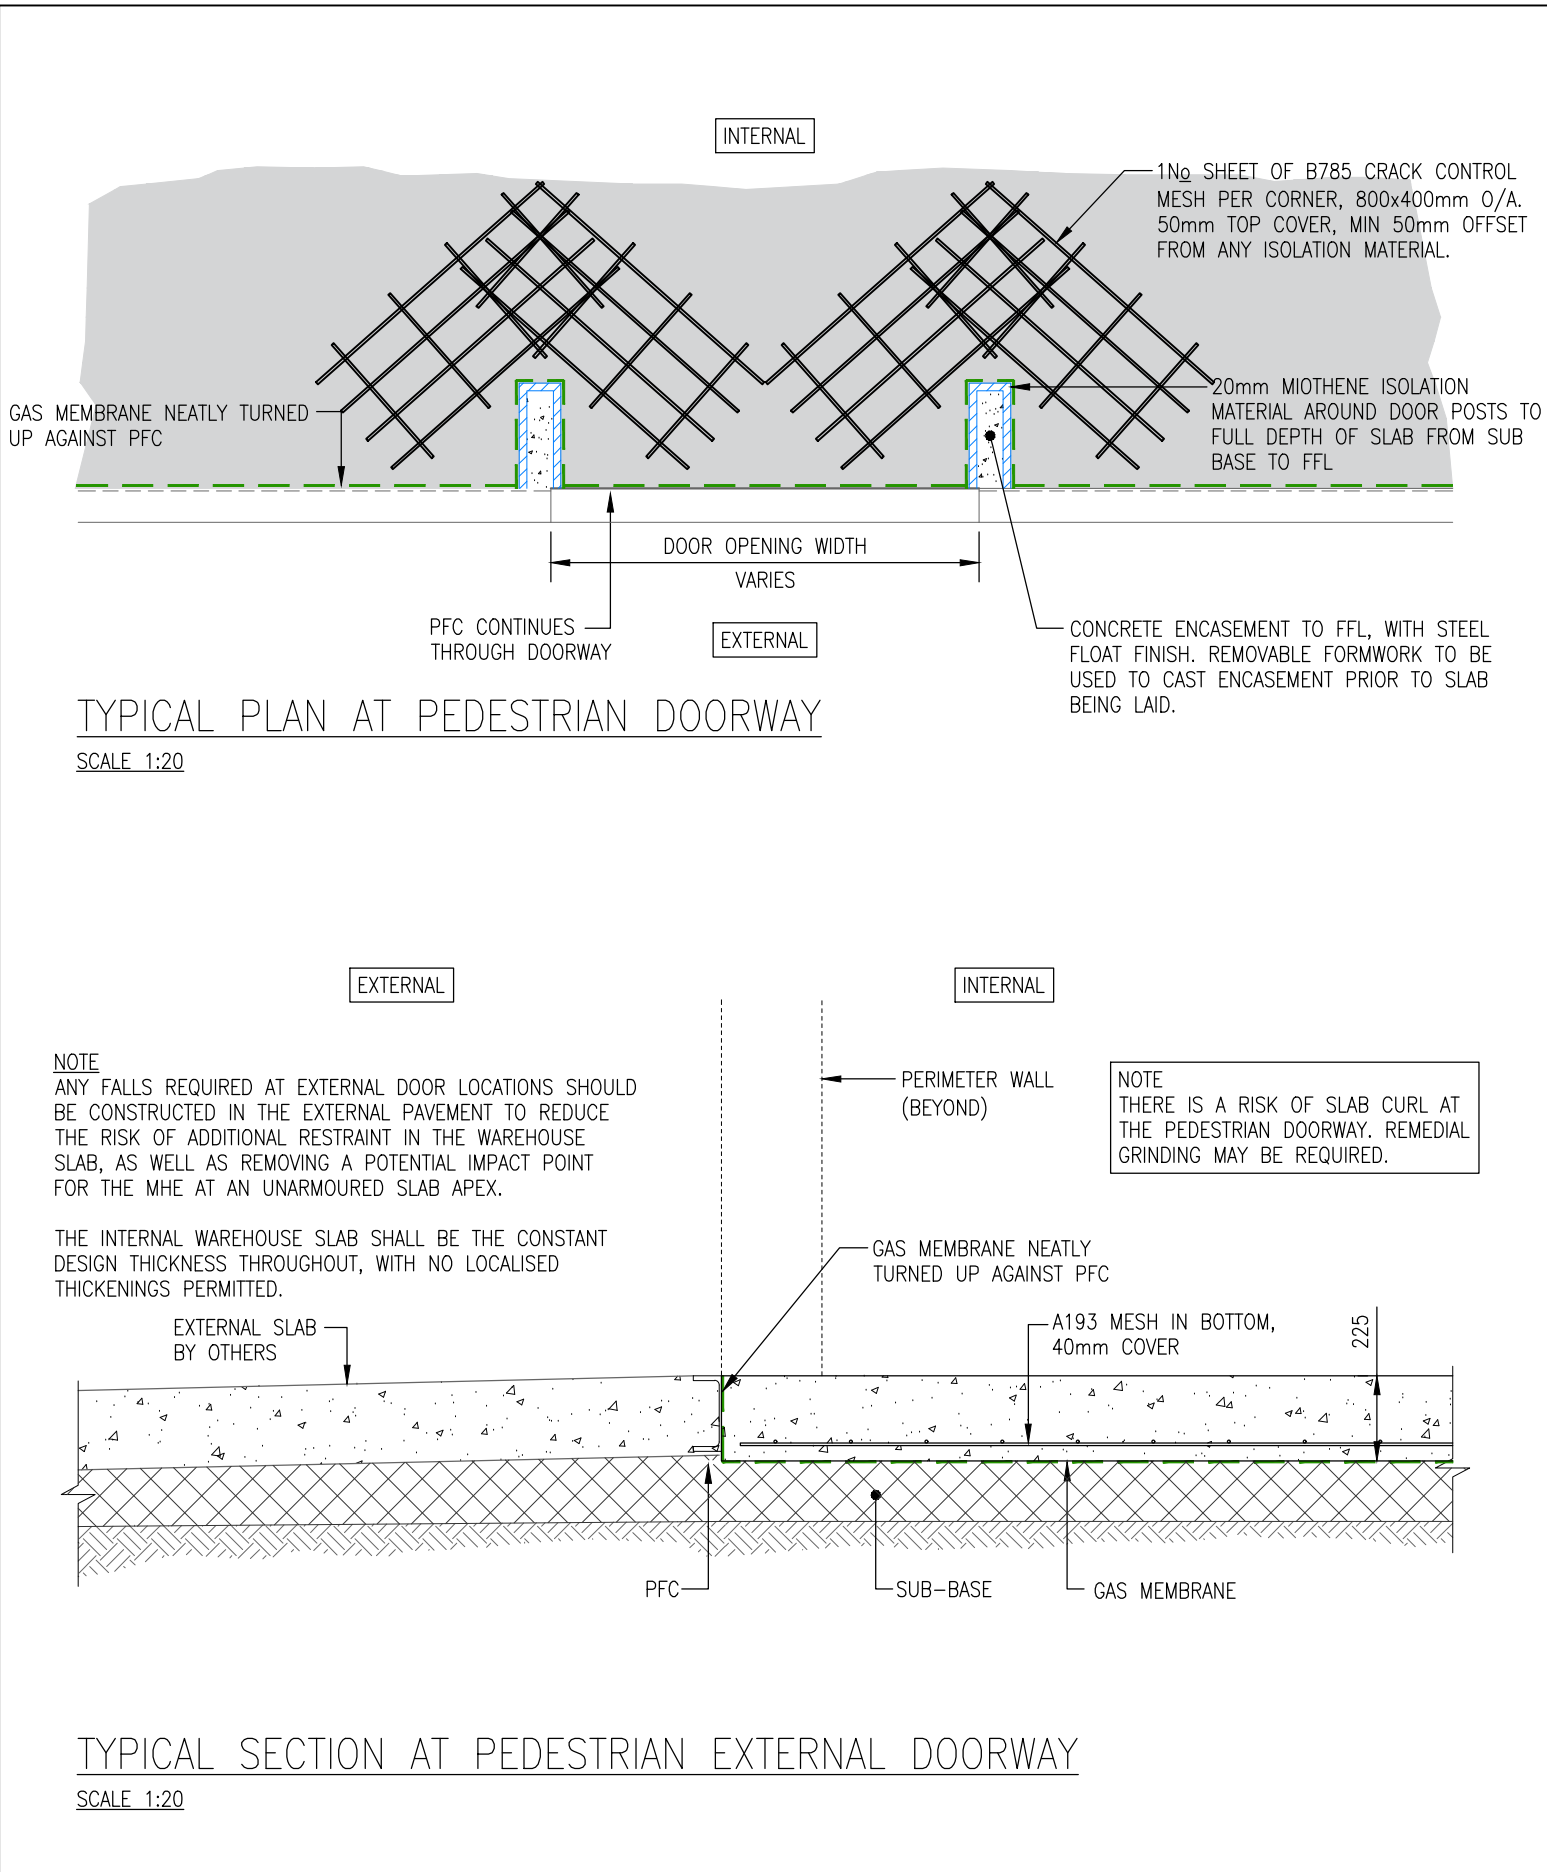 INTERNAL
1No SHEET OF B785 CRACK CONTROL
MESH PER CORNER, 800x400mm O/A.
50mm TOP COVER, MIN 50mm OFFSET
FROM ANY ISOLATION MATERIAL.
GAS MEMBRANE NEATLY TURNED
UP AGAINST PFC
20mm MIOTHENE ISOLATION
MATERIAL AROUND DOOR POSTS TO
FULL DEPTH OF SLAB FROM SUB
BASE TO FFL
DOOR OPENING WIDTH
VARIES
PFC CONTINUES
THROUGH DOORWAY
EXTERNAL
CONCRETE ENCASEMENT TO FFL, WITH STEEL
FLOAT FINISH. REMOVABLE FORMWORK TO BE
USED TO CAST ENCASEMENT PRIOR TO SLAB
BEING LAID.
TYPICAL PLAN AT PEDESTRIAN DOORWAY
SCALE 1:20
EXTERNAL
INTERNAL
NOTE
ANY FALLS REQUIRED AT EXTERNAL DOOR LOCATIONS SHOULD
BE CONSTRUCTED IN THE EXTERNAL PAVEMENT TO REDUCE
THE RISK OF ADDITIONAL RESTRAINT IN THE WAREHOUSE
SLAB, AS WELL AS REMOVING A POTENTIAL IMPACT POINT
FOR THE MHE AT AN UNARMOURED SLAB APEX.
THE INTERNAL WAREHOUSE SLAB SHALL BE THE CONSTANT
DESIGN THICKNESS THROUGHOUT, WITH NO LOCALISED
THICKENINGS PERMITTED.
PERIMETER WALL
(BEYOND)
NOTE
THERE IS A RISK OF SLAB CURL AT
THE PEDESTRIAN DOORWAY. REMEDIAL
GRINDING MAY BE REQUIRED.
GAS MEMBRANE NEATLY
TURNED UP AGAINST PFC
EXTERNAL SLAB
BY OTHERS
A193 MESH IN BOTTOM,
40mm COVER
225
PFC
SUB-BASE
GAS MEMBRANE
TYPICAL SECTION AT PEDESTRIAN EXTERNAL DOORWAY
SCALE 1:20